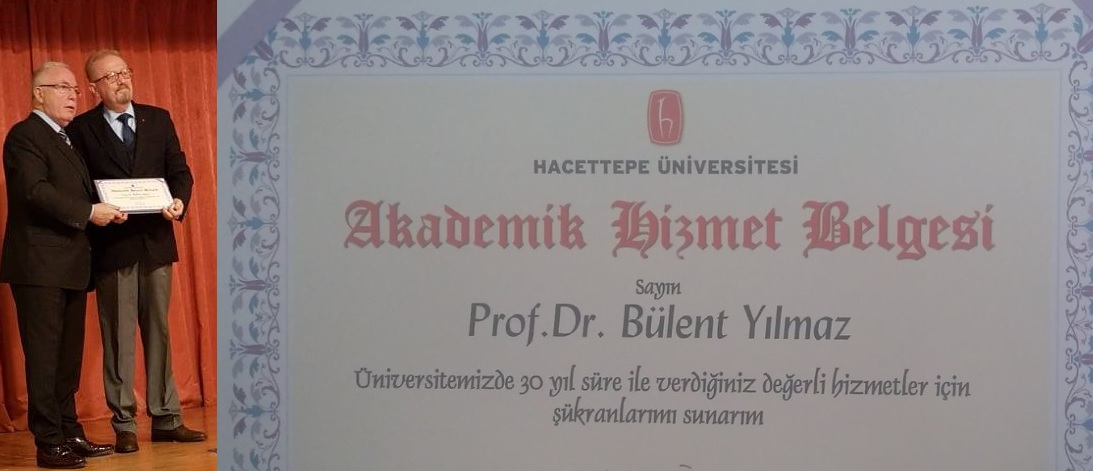 HACETTEPE ÜNİVERSİTESİ
Akademik Hizmet Belgesi
Sayın
Prof.Dr. Bülent Yılmaz
Üniversitemizde 30 yıl süre ile verdiğiniz değerli hizmetler için
şükranlarımı sunarım